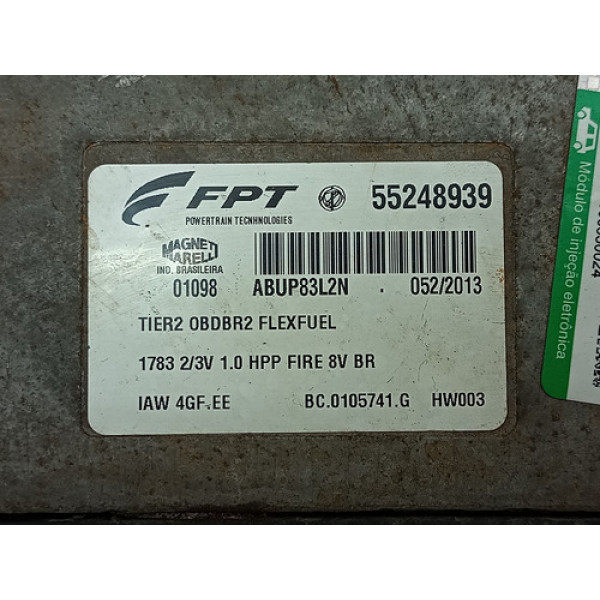 FPT 55248939
POWERTRAIN TECNHNOLOGIES
MAGNETI
MARELLI
IND. BRASILEIRA
01098 ABUP83L2N . 052/2013
TIER2 OBDBR2 FLEXFUEL
1783 2/3V 1.0 HPP FIRE 8V BR
IAW 4GF.EE BC.0105741.G HW003
Módulo de injeção eletrônica